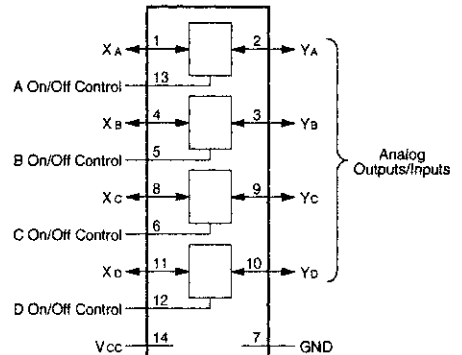 XA 1 2 YA
A On/Off Control 13
XB 4 3 YB
B On/Off Control 5
XC 8 9 YC
C On/Off Control 6
XD 11 10 YD
D On/Off Control 12
VCC 14 7 GND
Analog
Outputs/Inputs